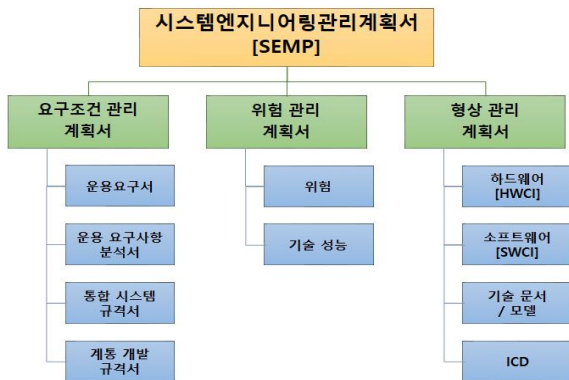 시스템엔지니어링관리계획서
[SEMP]
요구조건 관리
계획서
운용요구서
운용 요구사항
분석서
통합 시스템
규격서
계통 개발
규격서
위험 관리
계획서
위험
기술 성능
형상 관리
계획서
하드웨어
[HWCI]
소프트웨어
[SWCI]
기술 문서
/ 모델
ICD